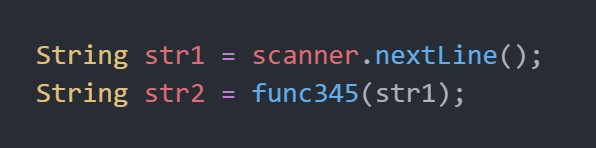 String str1 = scanner.nextLine();
String str2 = func345(str1);